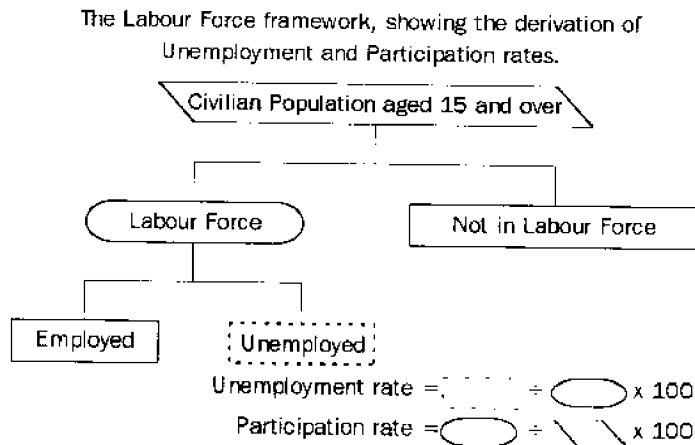 The Labour Force framework, showing the derivation of
Unemployment and Participation rates.
Civilian Population aged 15 and over
Labour Force
Not in Labour Force
Employed
Unemployed
Unemployment rate = ÷ x 100
Participation rate = ÷ x 100